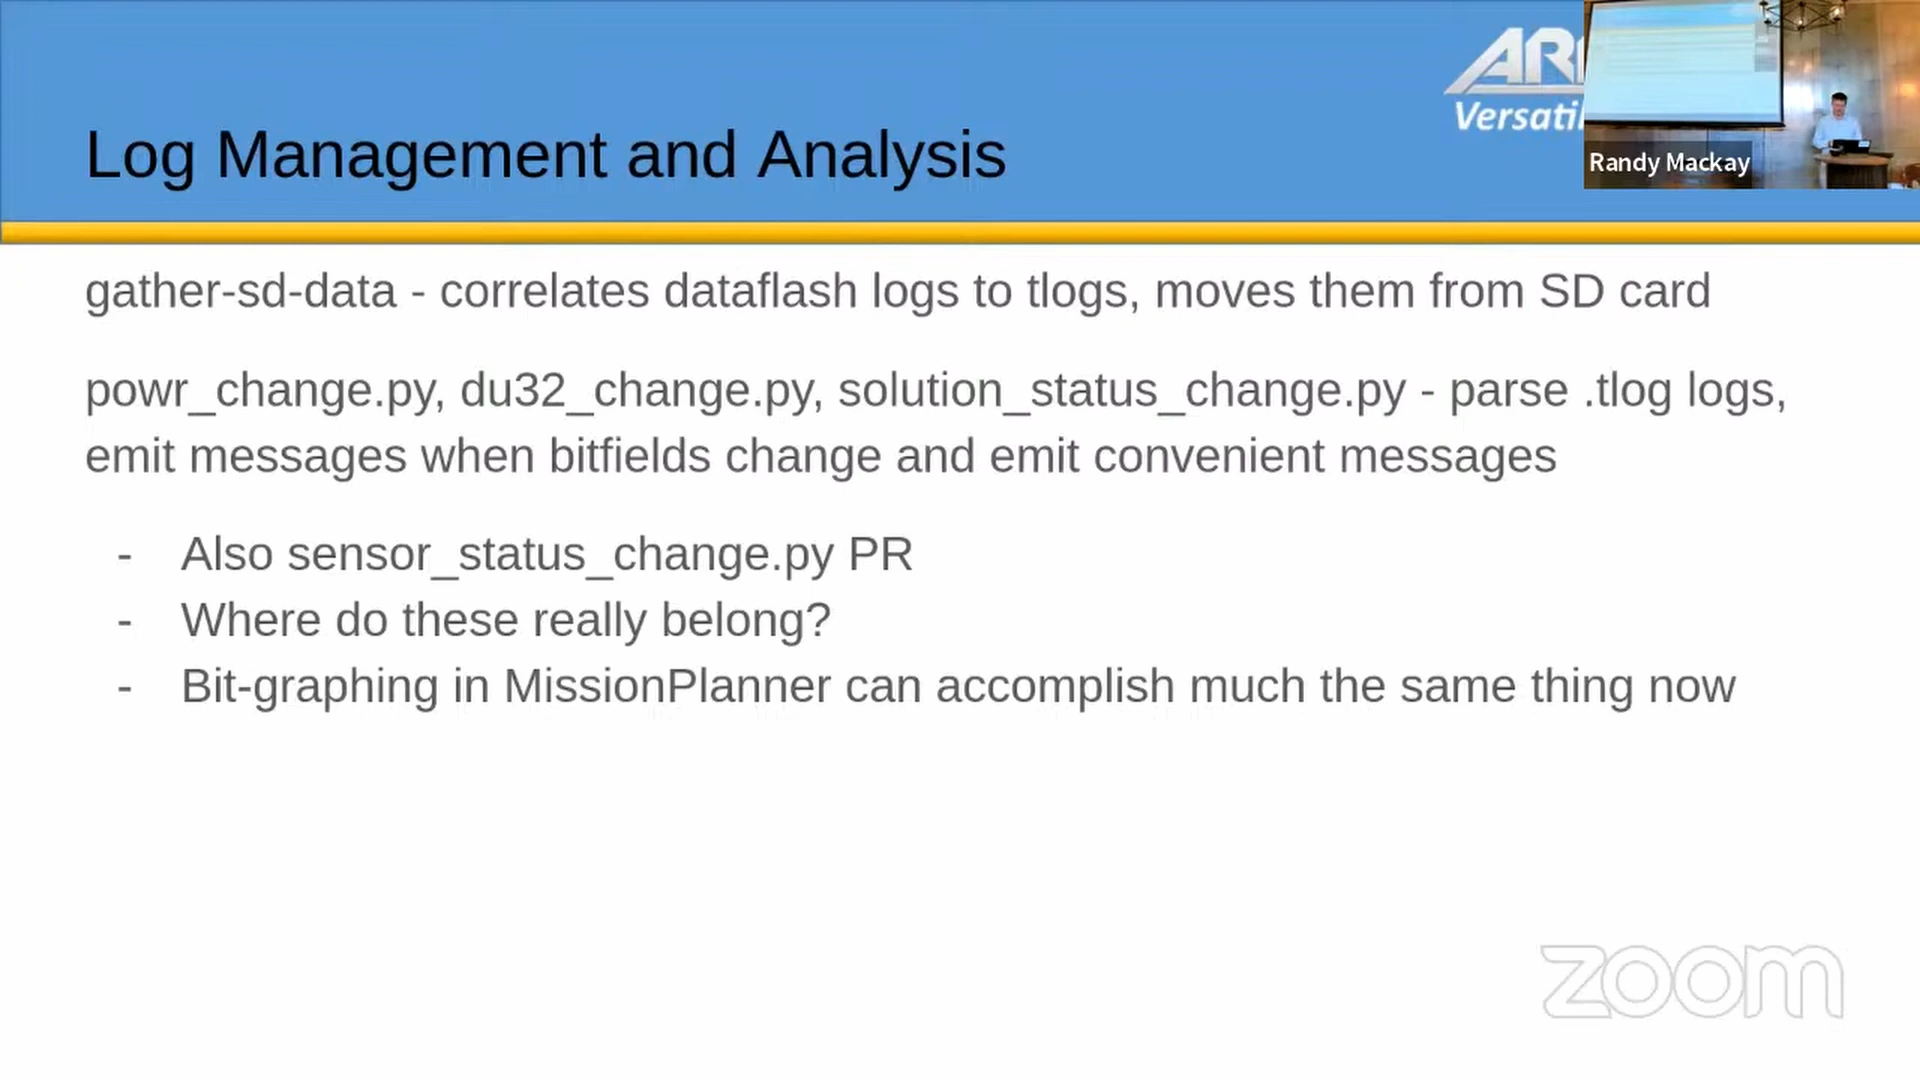 Log Management and Analysis
Versatil
Randy Mackay
gather-sd-data - correlates dataflash logs to tlogs, moves them from SD card
powr_change.py, du32_change.py, solution_status_change.py - parse .tlog logs,
emit messages when bitfields change and emit convenient messages
- Also sensor_status_change.py PR
- Where do these really belong?
- Bit-graphing in MissionPlanner can accomplish much the same thing now
zoom